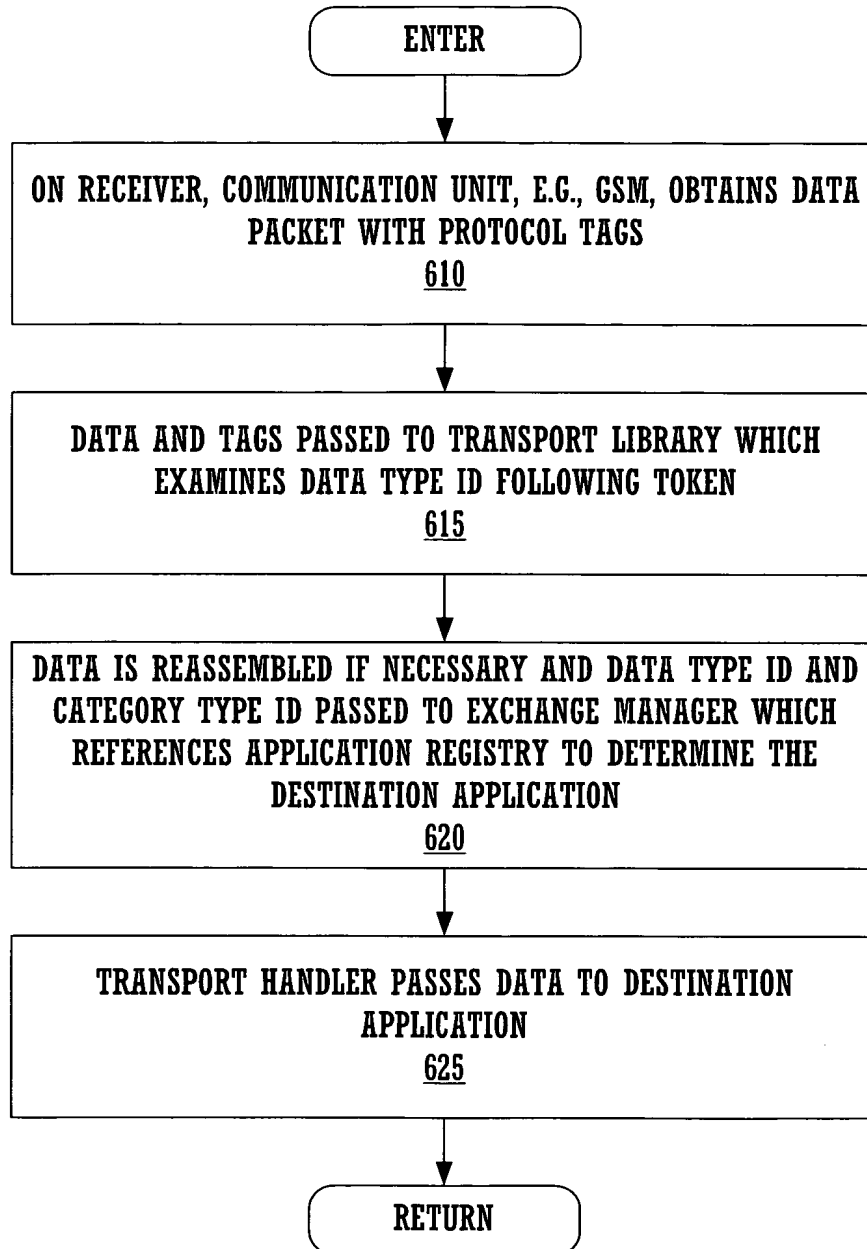 ENTER
ON RECEIVER, COMMUNICATION UNIT, E.G., GSM, OBTAINS DATA
PACKET WITH PROTOCOL TAGS
610
DATA AND TAGS PASSED TO TRANSPORT LIBRARY WHICH
EXAMINES DATA TYPE ID FOLLOWING TOKEN
615
DATA IS REASSEMBLED IF NECESSARY AND DATA TYPE ID AND
CATEGORY TYPE ID PASSED TO EXCHANGE MANAGER WHICH
REFERENCES APPLICATION REGISTRY TO DETERMINE THE
DESTINATION APPLICATION
620
TRANSPORT HANDLER PASSES DATA TO DESTINATION
APPLICATION
625
RETURN